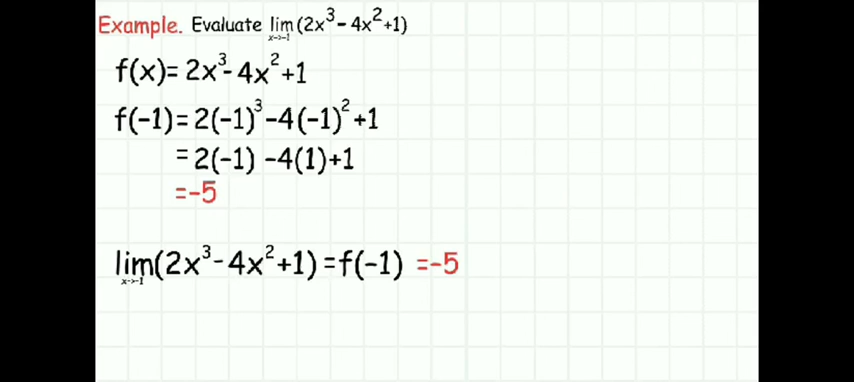 Example. Evaluate lim (2x³ - 4x² +1)
x→-1
f(x)= 2x³- 4x² +1
f(-1)= 2(-1)³ -4(-1)² +1
= 2(-1) -4(1)+1
=-5
lim(2x³- 4x²+1) =f(-1) =-5
x→-1